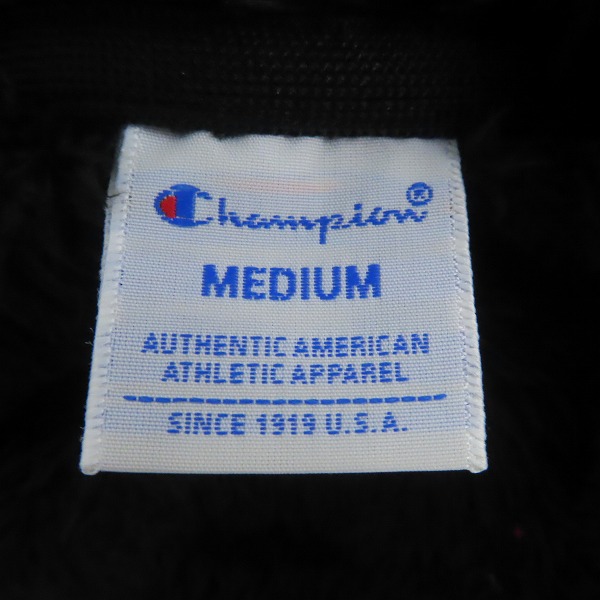 Champion®
MEDIUM
AUTHENTIC AMERICAN
ATHLETIC APPAREL
SINCE 1919 U.S.A.